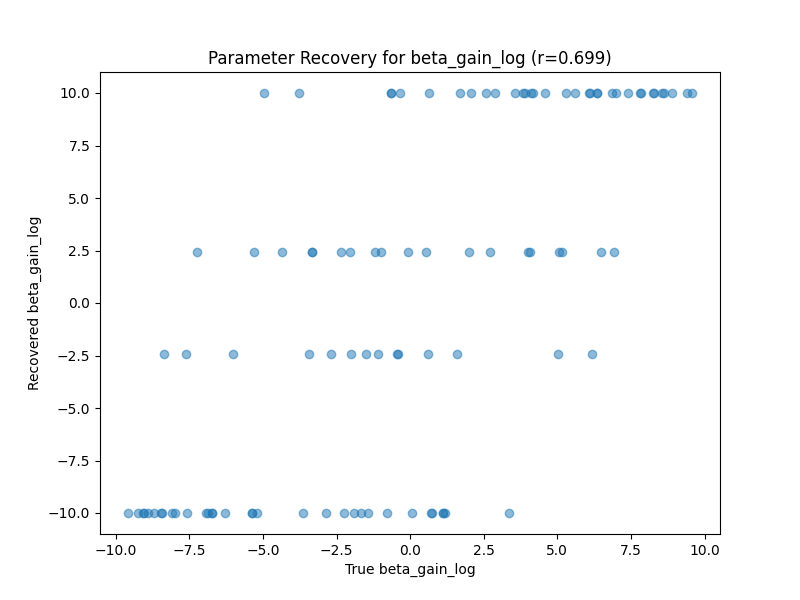 Parameter Recovery for beta_gain_log (r=0.699)
10.0
7.5
5.0
2.5
0.0
−2.5
−5.0
−7.5
−10.0
Recovered beta_gain_log
−10.0 −7.5 −5.0 −2.5 0.0 2.5 5.0 7.5 10.0
True beta_gain_log